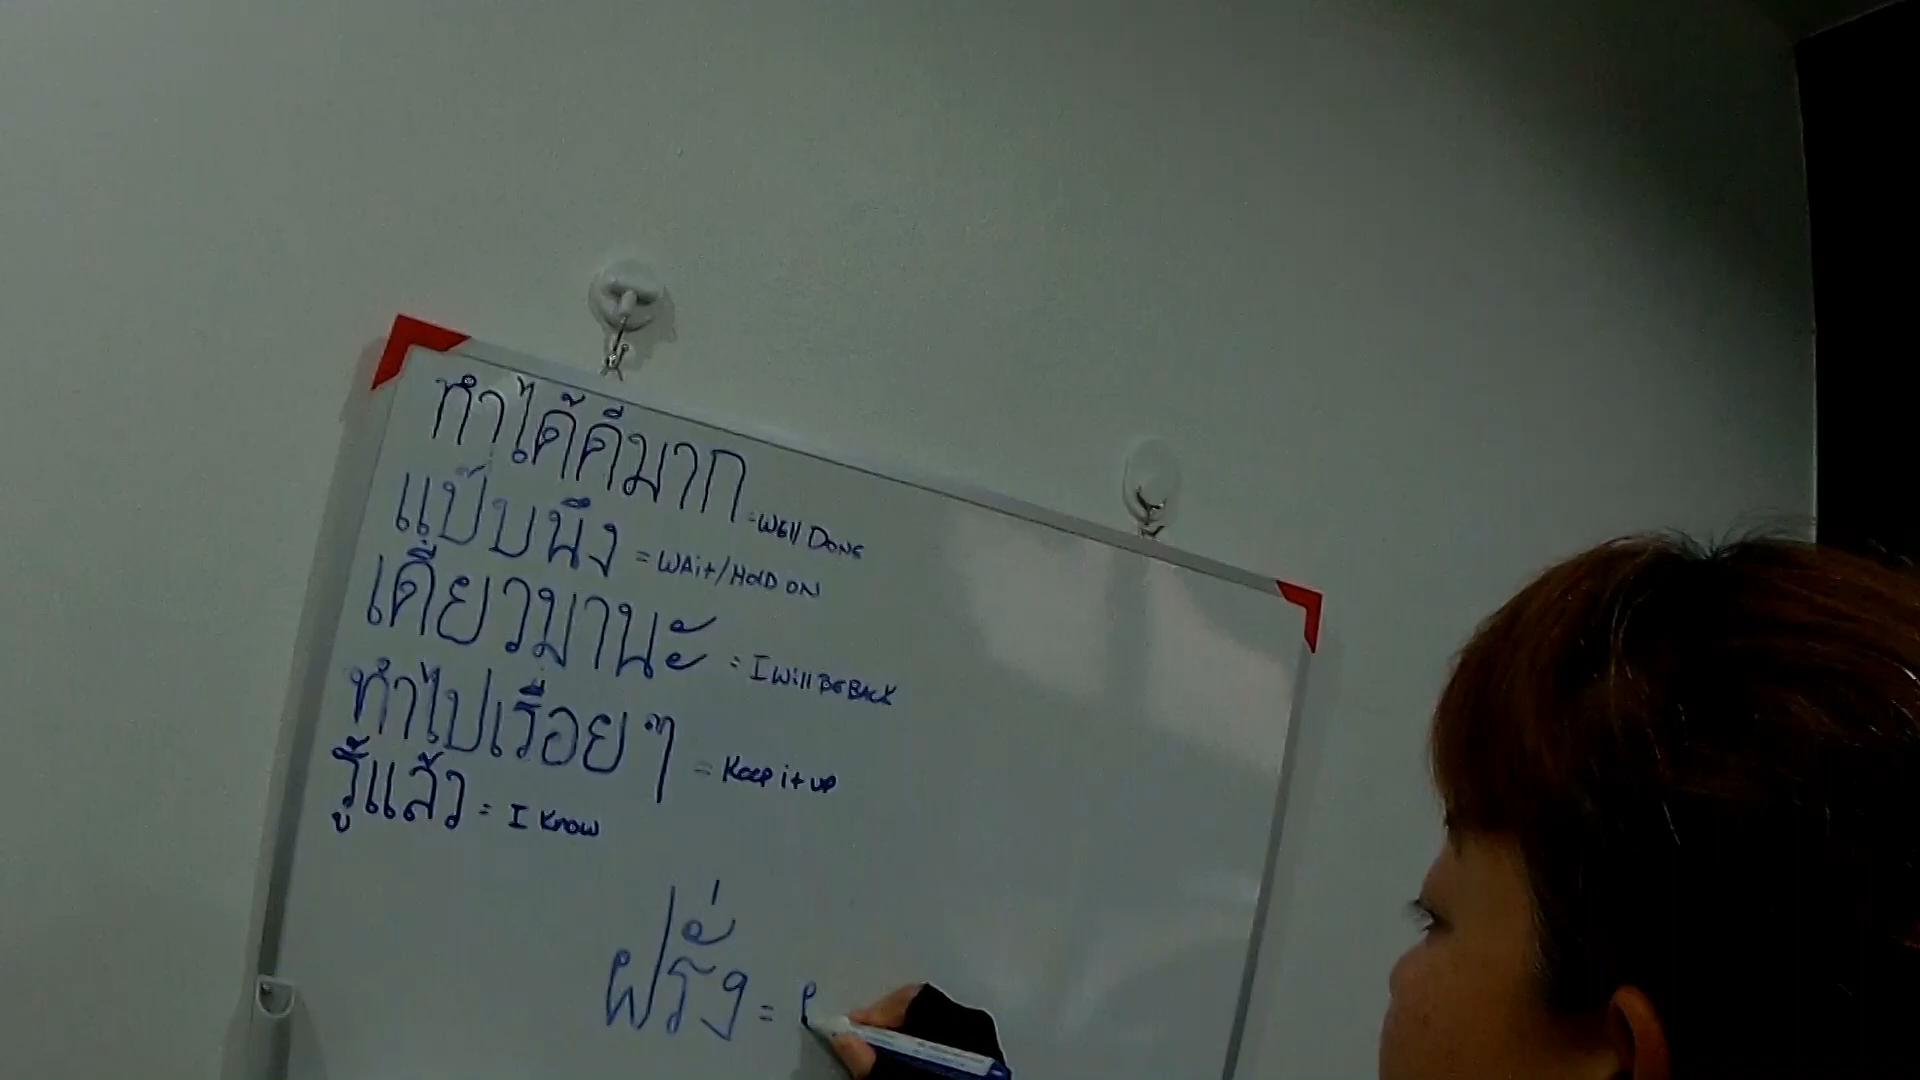 ทำได้ดีมาก = WEll DONE
แป๊บนึง = WAit/HolD ON
เดี๋ยวมานะ = I Will BE BACK
ทำไปเรื่อยๆ = Keep it up
รู้แล้ว = I Know
ฝรั่ง =